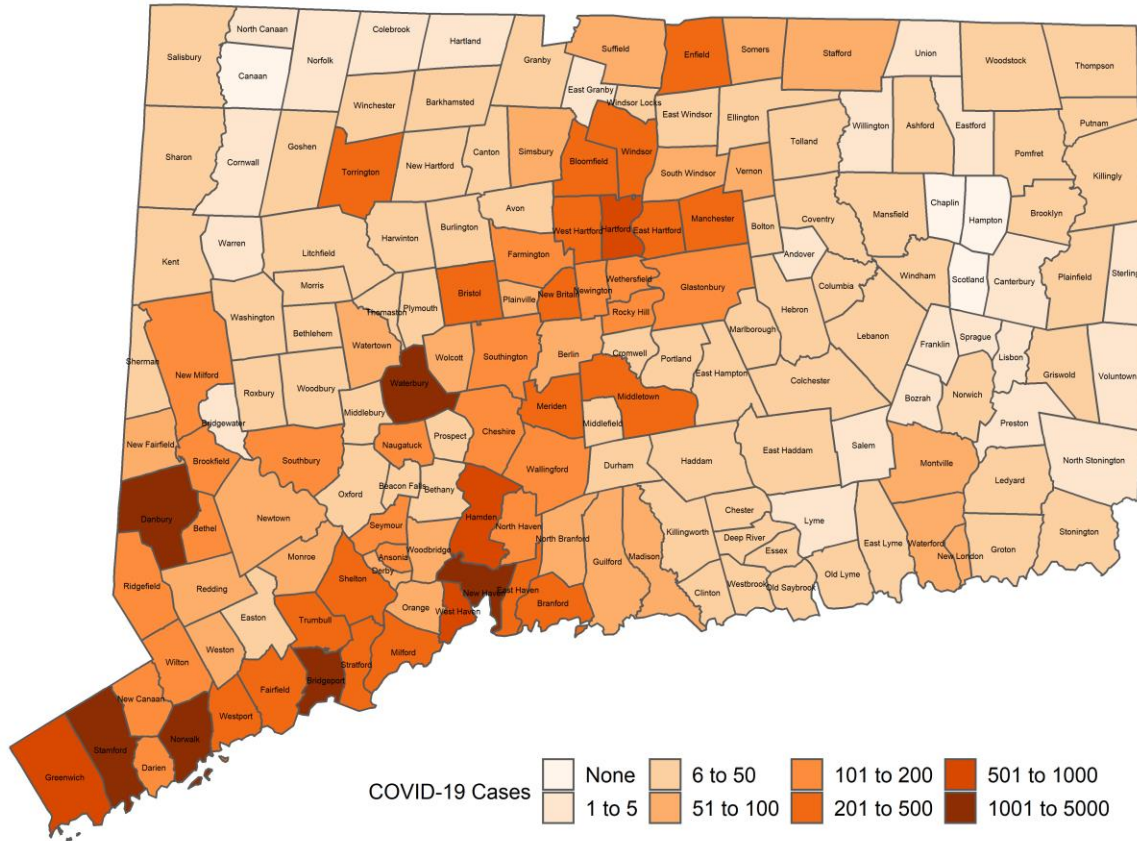 North Canaan
Colebrook
Hartland
Salisbury
Canaan
Norfolk
Granby
Suffield
Enfield
Somers
Stafford
Union
Woodstock
Thompson
East Granby
Windsor Locks
Winchester
Barkhamsted
East Windsor
Ellington
Willington
Ashford
Eastford
Putnam
Sharon
Cornwall
Goshen
Torrington
New Hartford
Canton
Simsbury
Bloomfield
Windsor
South Windsor
Vernon
Tolland
Pomfret
Killingly
Avon
West Hartford
Hartford
East Hartford
Manchester
Bolton
Coventry
Mansfield
Chaplin
Hampton
Brooklyn
Kent
Warren
Litchfield
Harwinton
Burlington
Farmington
Wethersfield
Glastonbury
Andover
Columbia
Windham
Scotland
Canterbury
Plainfield
Sterling
Morris
Thomaston
Plymouth
Bristol
Plainville
New Britain
Newington
Rocky Hill
Hebron
Washington
Bethlehem
Watertown
Wolcott
Southington
Berlin
Cromwell
Portland
Marlborough
Lebanon
Franklin
Sprague
Lisbon
Griswold
Voluntown
Sherman
New Milford
Roxbury
Woodbury
Waterbury
East Hampton
Colchester
Bozrah
Norwich
Preston
Bridgewater
Middlebury
Meriden
Middletown
Middlefield
New Fairfield
Brookfield
Southbury
Naugatuck
Prospect
Cheshire
Wallingford
Durham
Haddam
East Haddam
Salem
Montville
North Stonington
Danbury
Bethel
Newtown
Oxford
Beacon Falls
Bethany
Hamden
North Haven
Ledyard
Seymour
Ansonia
Derby
Woodbridge
North Branford
Guilford
Madison
Killingworth
Chester
Deep River
Essex
Lyme
East Lyme
Waterford
New London
Groton
Stonington
Ridgefield
Redding
Monroe
Shelton
Orange
West Haven
New Haven
East Haven
Branford
Clinton
Westbrook
Old Saybrook
Old Lyme
Easton
Trumbull
Wilton
Weston
Milford
Stratford
Bridgeport
Fairfield
Westport
New Canaan
Norwalk
Darien
Stamford
Greenwich
COVID-19 Cases
None
1 to 5
6 to 50
51 to 100
101 to 200
201 to 500
501 to 1000
1001 to 5000